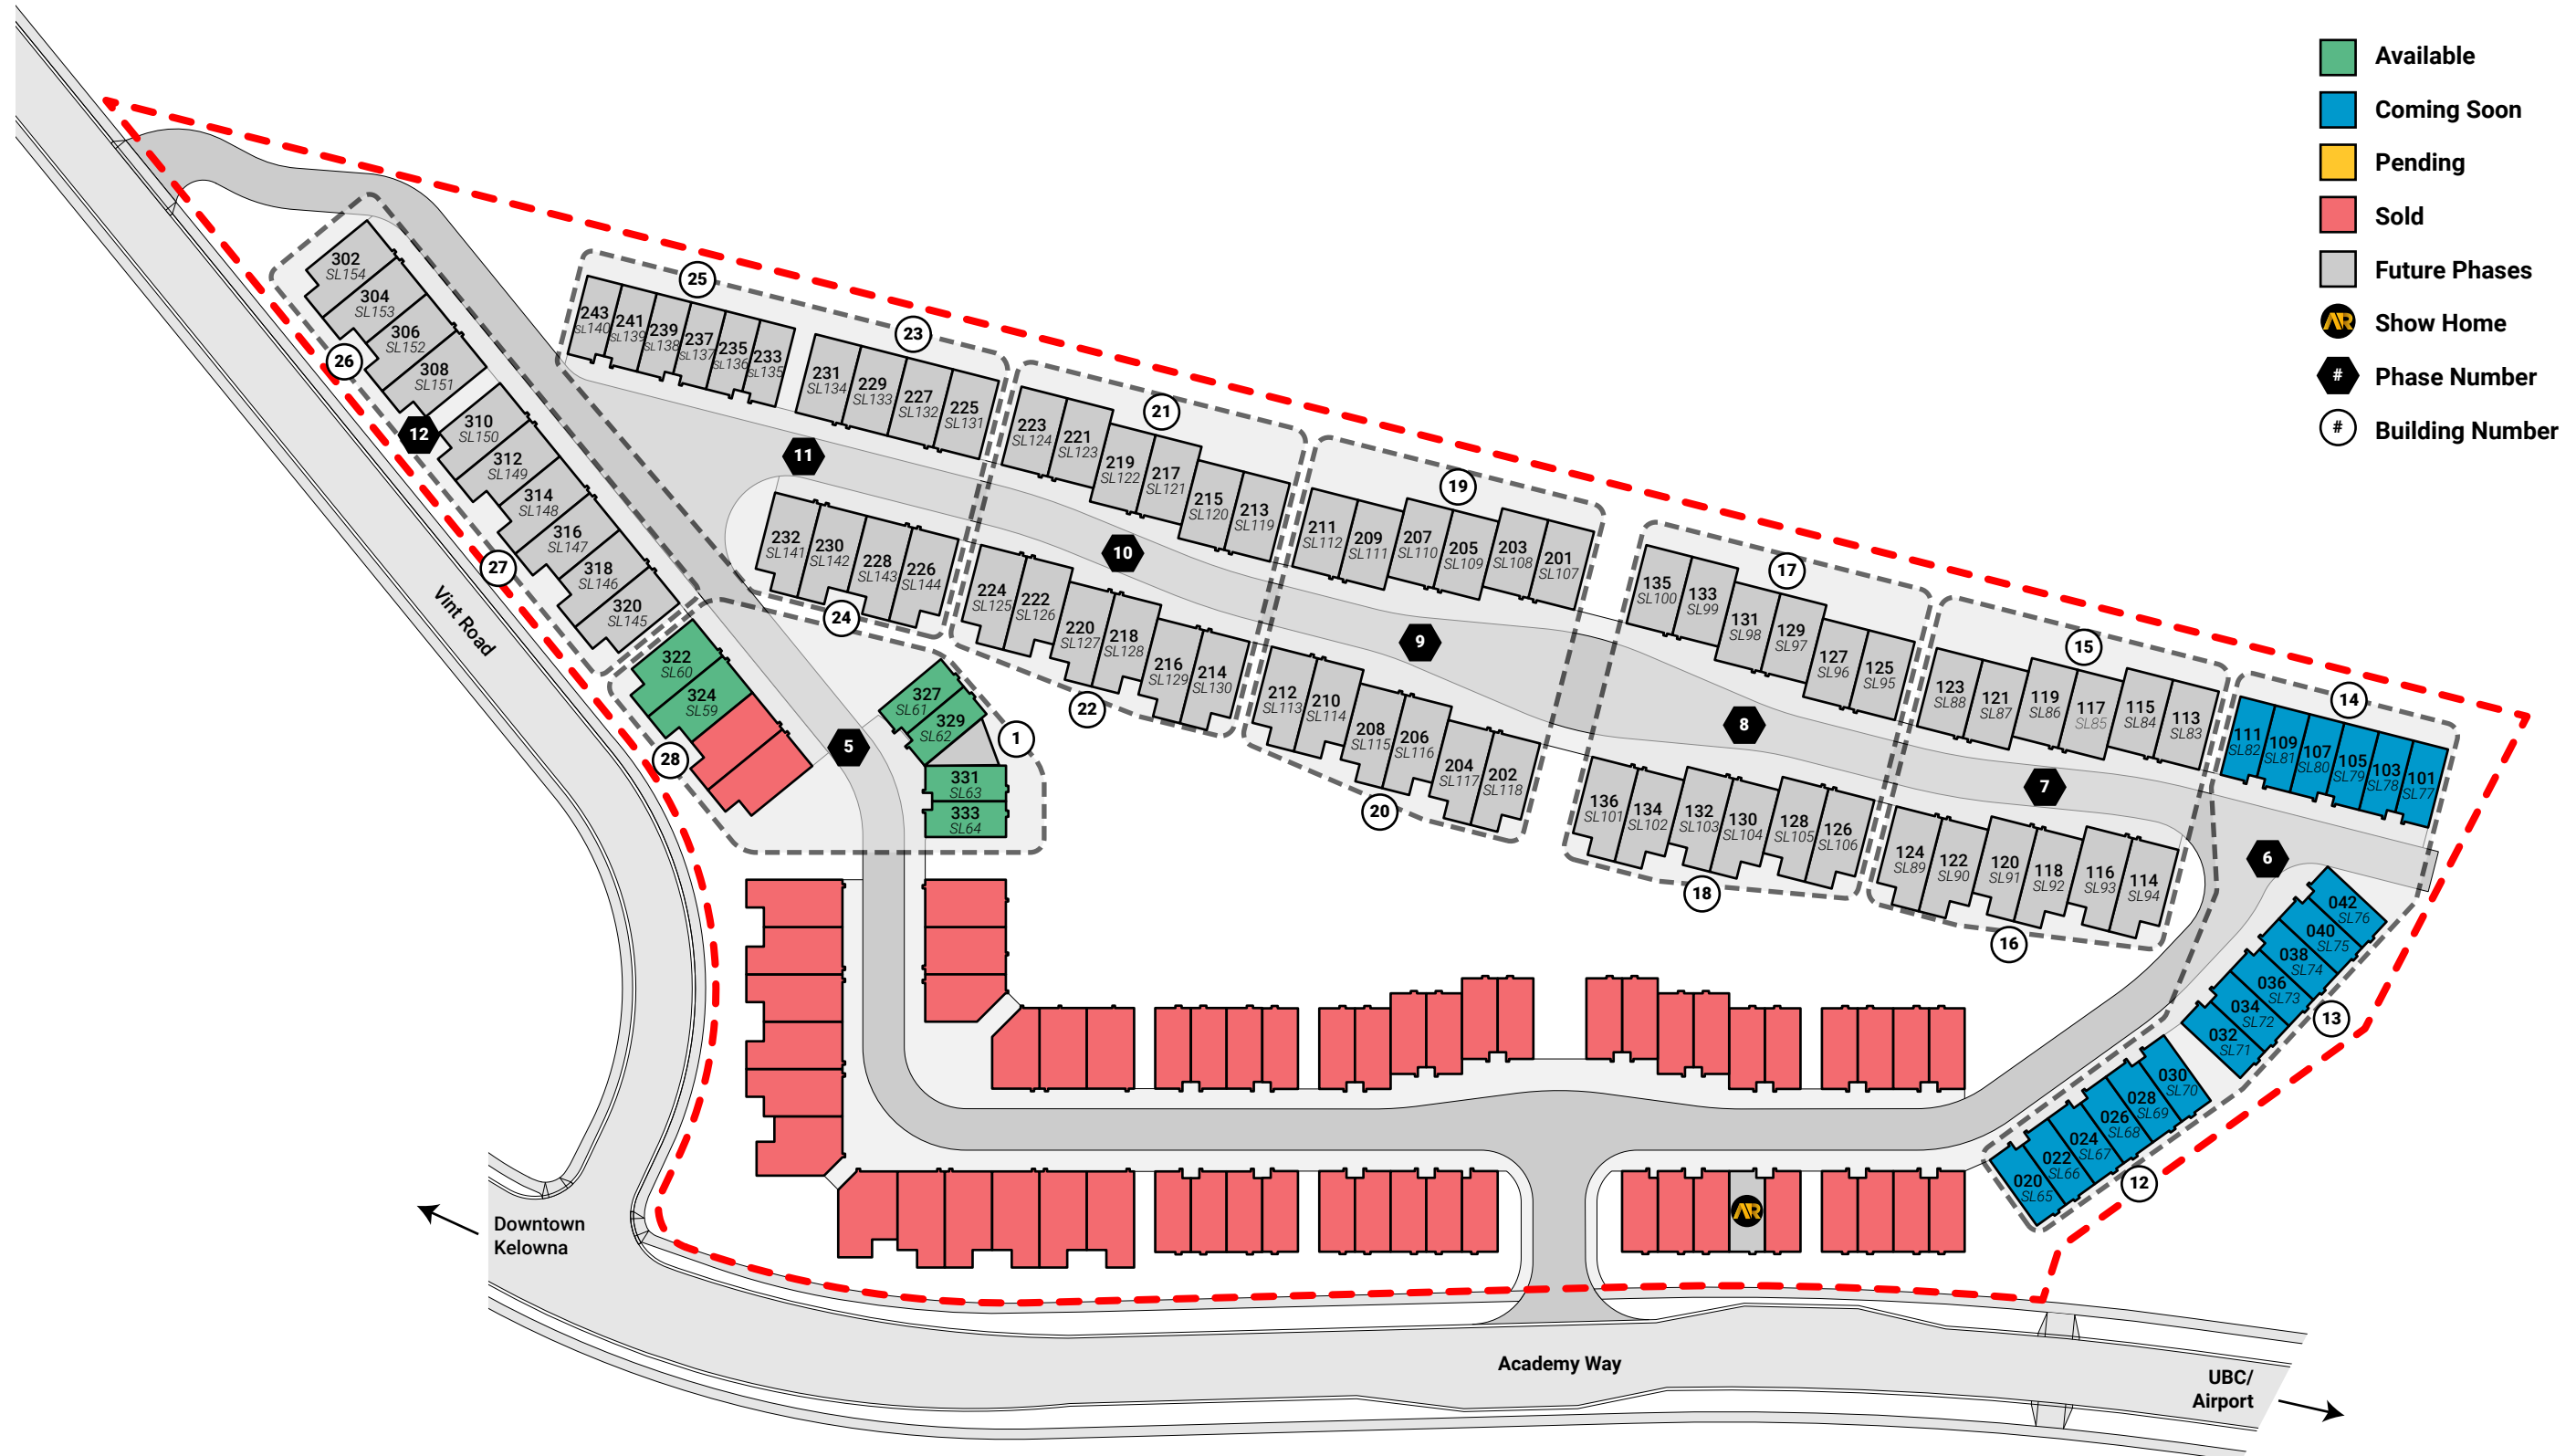 Available
Coming Soon
Pending
Sold
Future Phases
AR Show Home
# Phase Number
# Building Number
302
SL154
304
SL153
306
SL152
308
SL151
26
12
310
SL150
312
SL149
314
SL148
316
SL147
318
SL146
320
SL145
27
25
243
SL140
241
SL139
239
SL138
237
SL137
235
SL136
233
SL135
23
231
SL134
229
SL133
227
SL132
225
SL131
11
232
SL141
230
SL142
228
SL143
226
SL144
24
21
223
SL124
221
SL123
219
SL122
217
SL121
215
SL120
213
SL119
10
224
SL125
222
SL126
220
SL127
218
SL128
216
SL129
214
SL130
22
19
211
SL112
209
SL111
207
SL110
205
SL109
203
SL108
201
SL107
9
212
SL113
210
SL114
208
SL115
206
SL116
204
SL117
202
SL118
20
17
135
SL100
133
SL99
131
SL98
129
SL97
127
SL96
125
SL95
8
136
SL101
134
SL102
132
SL103
130
SL104
128
SL105
126
SL106
18
15
123
SL88
121
SL87
119
SL86
117
SL85
115
SL84
113
SL83
7
124
SL89
122
SL90
120
SL91
118
SL92
116
SL93
114
SL94
16
14
111
SL82
109
SL81
107
SL80
105
SL79
103
SL78
101
SL77
6
042
SL76
040
SL75
038
SL74
036
SL73
034
SL72
032
SL71
13
030
SL70
028
SL69
026
SL68
024
SL67
022
SL66
020
SL65
12
322
SL60
324
SL59
28
5
327
SL61
329
SL62
1
331
SL63
333
SL64
AR
Vint Road
Downtown
Kelowna
Academy Way
UBC/
Airport